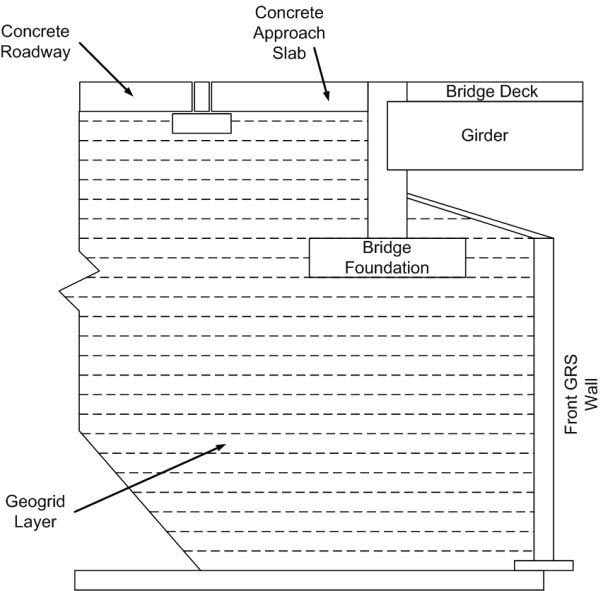 Concrete
Roadway
Concrete
Approach
Slab
Bridge Deck
Girder
Bridge
Foundation
Front GRS
Wall
Geogrid
Layer